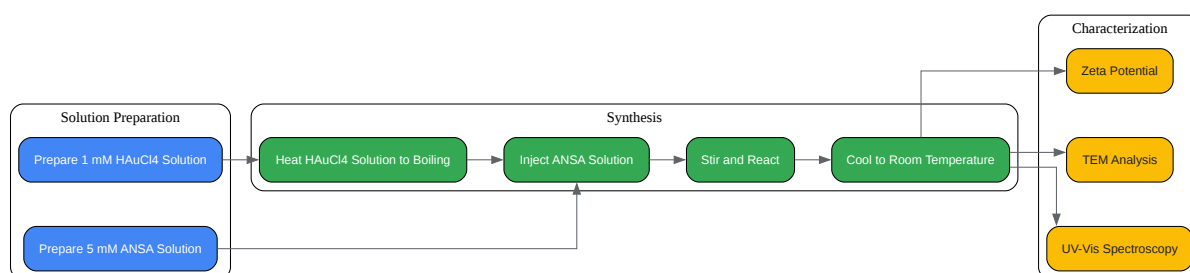 Characterization
Zeta Potential
Solution Preparation
Synthesis
Prepare 1 mM HAuCl4 Solution
Heat HAuCl4 Solution to Boiling
Inject ANSA Solution
Stir and React
Cool to Room Temperature
TEM Analysis
Prepare 5 mM ANSA Solution
UV-Vis Spectroscopy